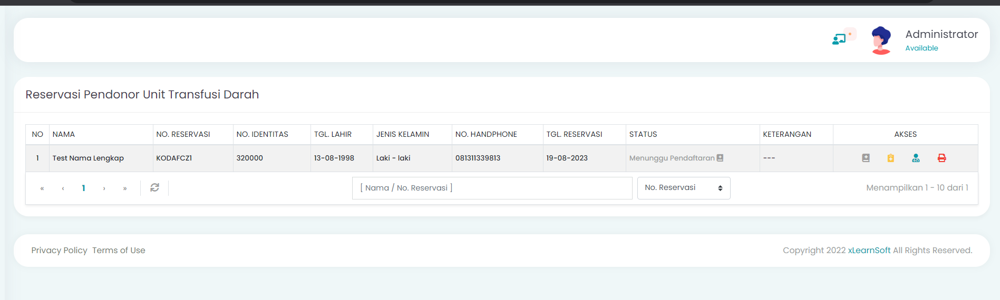 Administrator
Available
Reservasi Pendonor Unit Transfusi Darah
NO NAMA NO. RESERVASI NO. IDENTITAS TGL. LAHIR JENIS KELAMIN NO. HANDPHONE TGL. RESERVASI STATUS KETERANGAN AKSES
1 Test Nama Lengkap KODAFCZ1 320000 13-08-1998 Laki - laki 081311339813 19-08-2023 Menunggu Pendaftaran ---
« ‹ 1 › » [ Nama / No. Reservasi ] No. Reservasi Menampilkan 1 - 10 dari 1
Privacy Policy Terms of Use Copyright 2022 xLearnSoft All Rights Reserved.